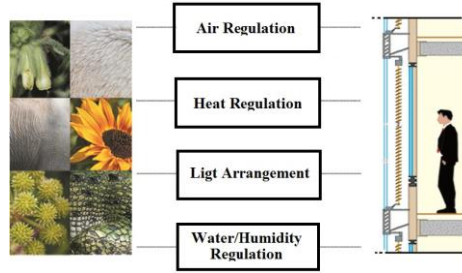 Air Regulation
Heat Regulation
Ligt Arrangement
Water/Humidity
Regulation